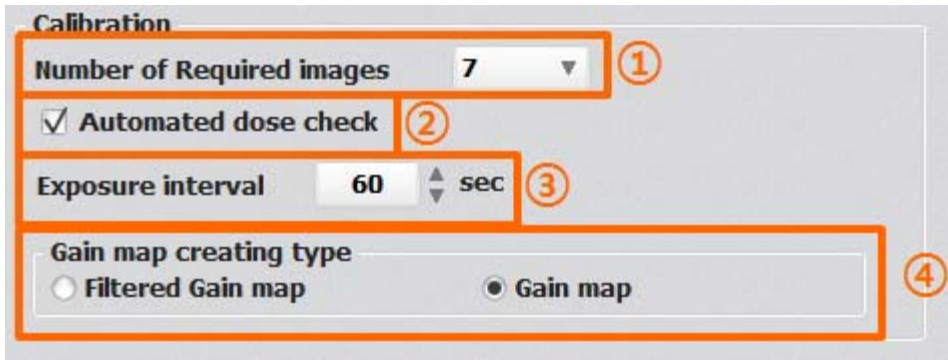 Calibration
Number of Required images 7 ①
Automated dose check ②
Exposure interval 60 sec ③
Gain map creating type
Filtered Gain map Gain map ④